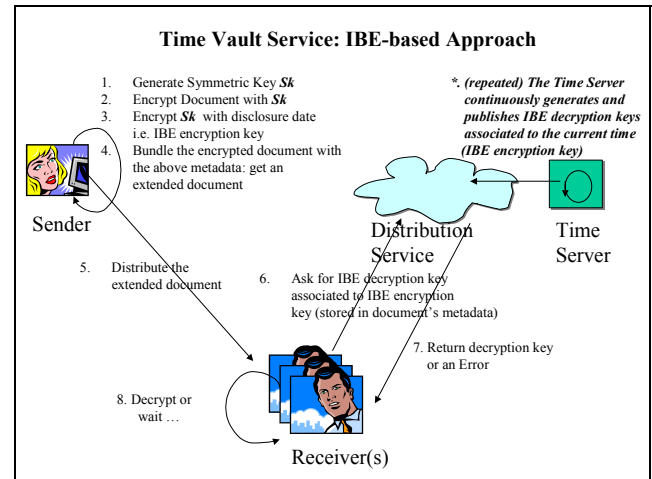 Time Vault Service: IBE-based Approach
1. Generate Symmetric Key Sk
2. Encrypt Document with Sk
3. Encrypt Sk with disclosure date
i.e. IBE encryption key
4. Bundle the encrypted document with
the above metadata: get an
extended document
*. (repeated) The Time Server
continuously generates and
publishes IBE decryption keys
associated to the current time
(IBE encryption key)
Sender
Distribution
Service
Time
Server
5. Distribute the
extended document
6. Ask for IBE decryption key
associated to IBE encryption
key (stored in document's metadata)
7. Return decryption key
or an Error
8. Decrypt or
wait …
Receiver(s)